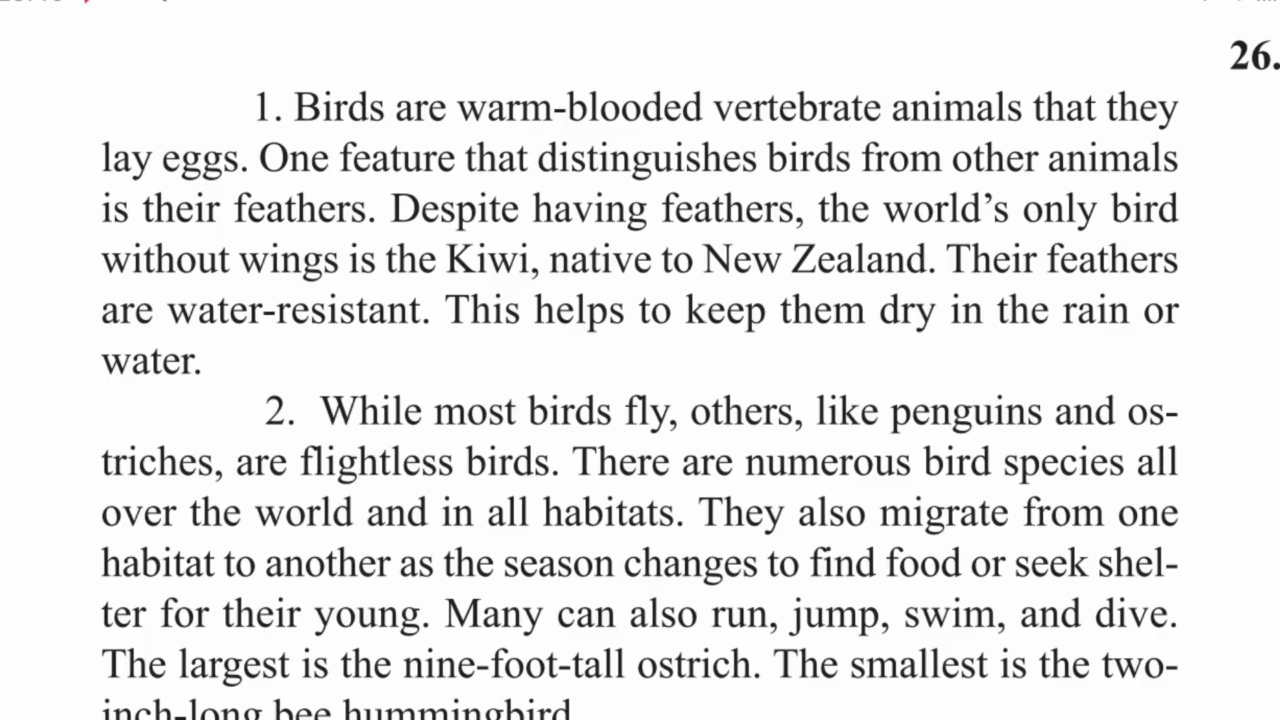 26.
1. Birds are warm-blooded vertebrate animals that they
lay eggs. One feature that distinguishes birds from other animals
is their feathers. Despite having feathers, the world’s only bird
without wings is the Kiwi, native to New Zealand. Their feathers
are water-resistant. This helps to keep them dry in the rain or
water.
2. While most birds fly, others, like penguins and os-
triches, are flightless birds. There are numerous bird species all
over the world and in all habitats. They also migrate from one
habitat to another as the season changes to find food or seek shel-
ter for their young. Many can also run, jump, swim, and dive.
The largest is the nine-foot-tall ostrich. The smallest is the two-
inch-long bee hummingbird